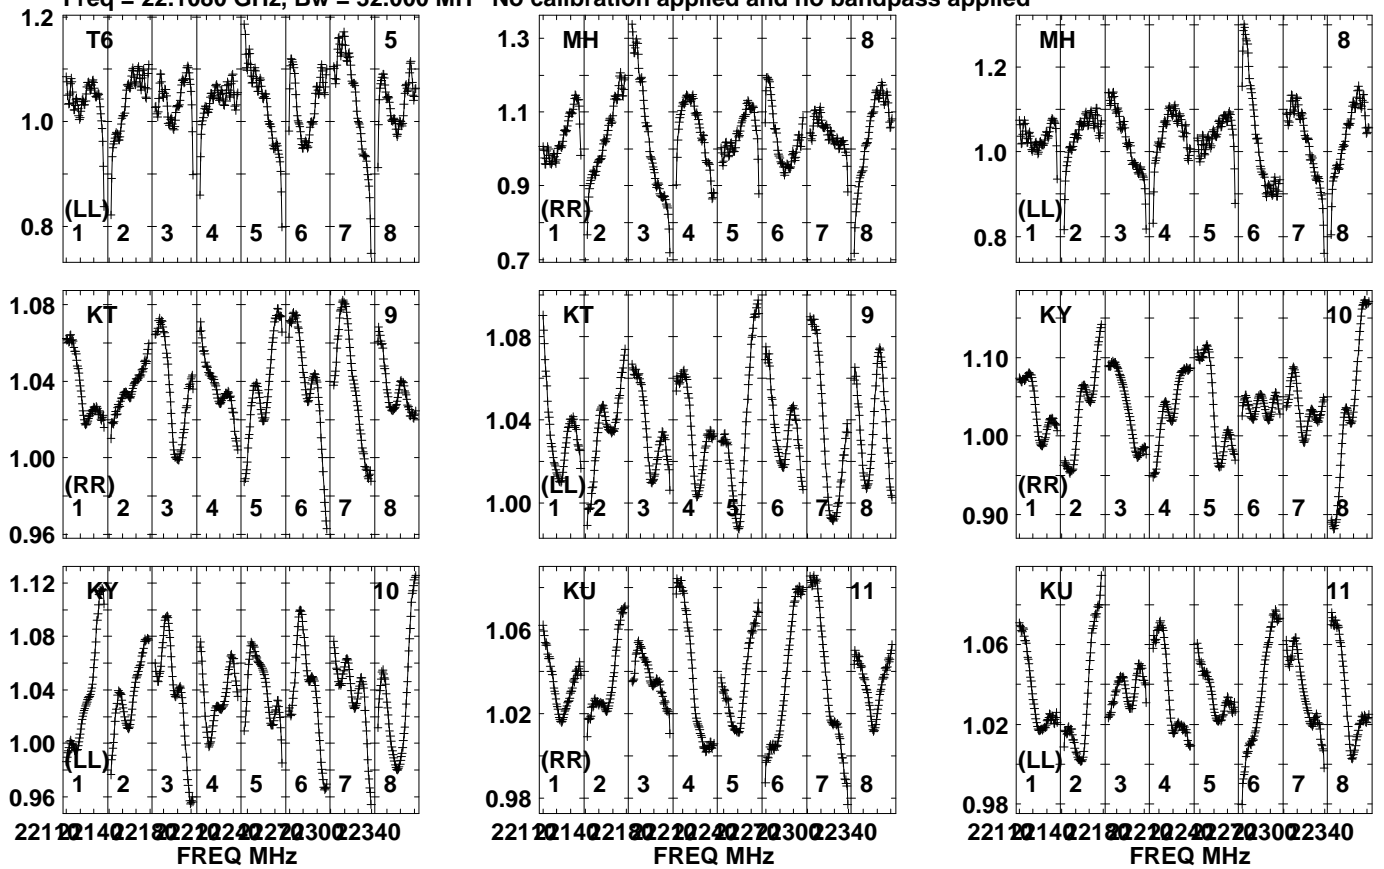 Freq = 22.1080 GHz, Bw = 32.000 MH No calibration applied and no bandpass applied
1.2
1.0
0.8
T6 5
(LL)
1 2 3 4 5 6 7 8
1.3
1.1
0.9
0.7
MH 8
(RR)
1 2 3 4 5 6 7 8
1.2
1.0
0.8
MH 8
(LL)
1 2 3 4 5 6 7 8
1.08
1.04
1.00
0.96
KT 9
(RR)
1 2 3 4 5 6 7 8
1.08
1.04
1.00
KT 9
(LL)
1 2 3 4 5 6 7 8
1.10
1.00
0.90
KY 10
(RR)
1 2 3 4 5 6 7 8
1.12
1.08
1.04
1.00
0.96
KY 10
(LL)
1 2 3 4 5 6 7 8
1.06
1.02
0.98
KU 11
(RR)
1 2 3 4 5 6 7 8
1.06
1.02
0.98
KU 11
(LL)
1 2 3 4 5 6 7 8
FREQ MHz
FREQ MHz
FREQ MHz